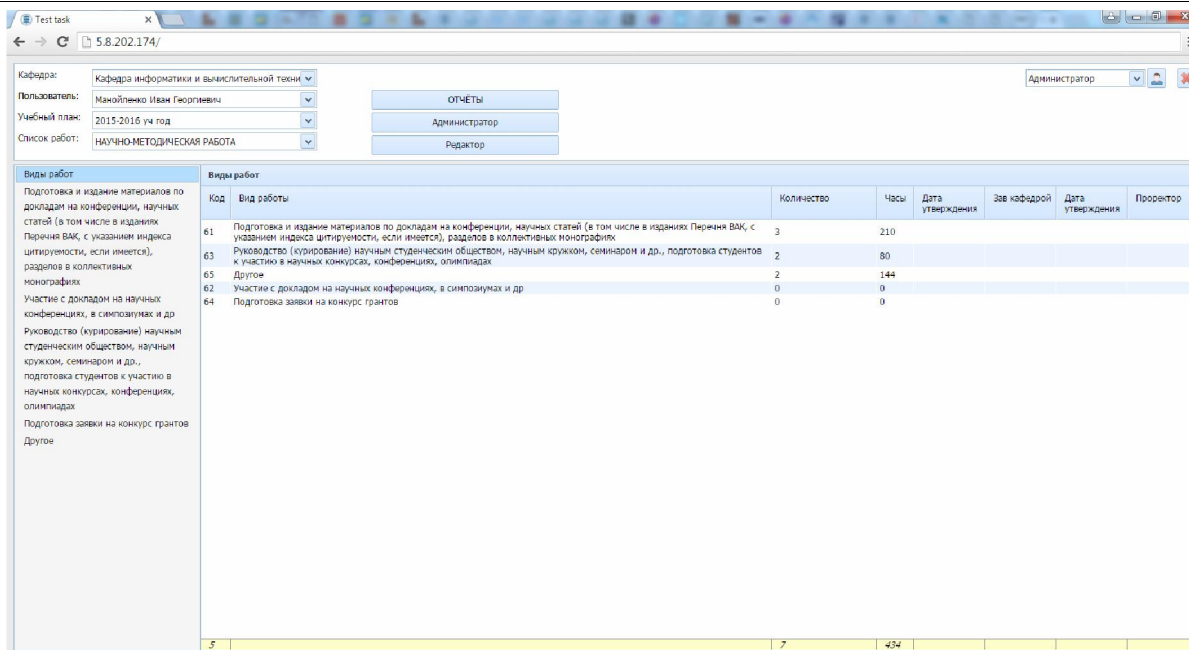 Test task
5.8.202.174/
Кафедра: Кафедра информатики и вычислительной техни
Администратор
Пользователь: Манойленко Иван Георгиевич
ОТЧЁТЫ
Учебный план: 2015-2016 уч год
Администратор
Список работ: НАУЧНО-МЕТОДИЧЕСКАЯ РАБОТА
Редактор
Виды работ
Подготовка и издание материалов по
докладам на конференции, научных
статей (в том числе в изданиях
Перечня ВАК, с указанием индекса
цитируемости, если имеется),
разделов в коллективных
монографиях
Участие с докладом на научных
конференциях, в симпозиумах и др
Руководство (курирование) научным
студенческим обществом, научным
кружком, семинаром и др.,
подготовка студентов к участию в
научных конкурсах, конференциях,
олимпиадах
Подготовка заявки на конкурс грантов
Другое
Виды работ
Код Вид работы Количество Часы Дата утверждения Зав кафедрой Дата утверждения Проректор
61 Подготовка и издание материалов по докладам на конференции, научных статей (в том числе в изданиях Перечня ВАК, с
указанием индекса цитируемости, если имеется), разделов в коллективных монографиях 3 210
63 Руководство (курирование) научным студенческим обществом, научным кружком, семинаром и др., подготовка студентов
к участию в научных конкурсах, конференциях, олимпиадах 2 80
65 Другое 2 144
62 Участие с докладом на научных конференциях, в симпозиумах и др 0 0
64 Подготовка заявки на конкурс грантов 0 0
5 7 434